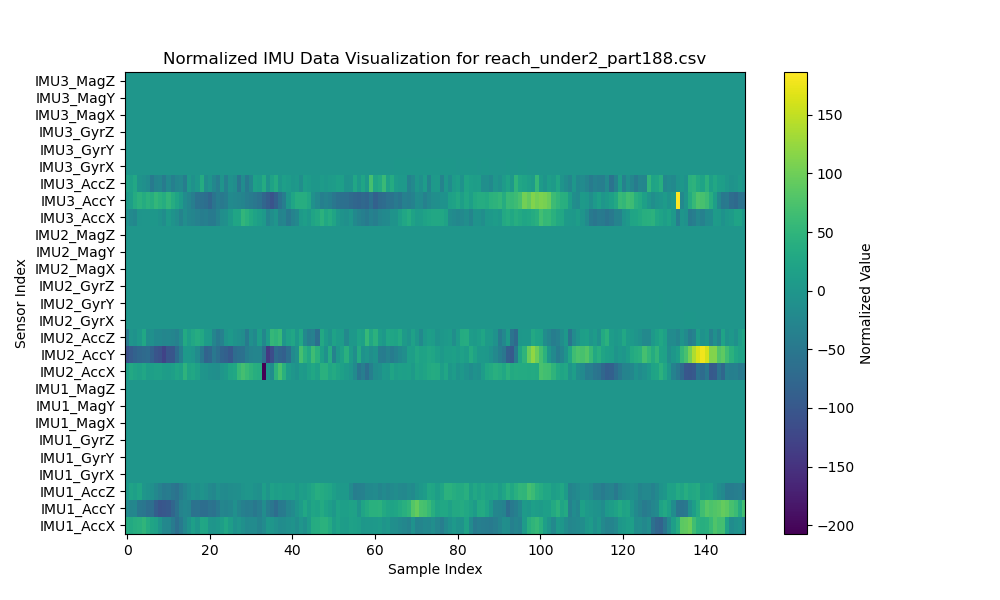 Normalized IMU Data Visualization for reach_under2_part188.csv
IMU3_MagZ
IMU3_MagY
IMU3_MagX
IMU3_GyrZ
IMU3_GyrY
IMU3_GyrX
IMU3_AccZ
IMU3_AccY
IMU3_AccX
IMU2_MagZ
IMU2_MagY
IMU2_MagX
IMU2_GyrZ
IMU2_GyrY
IMU2_GyrX
IMU2_AccZ
IMU2_AccY
IMU2_AccX
IMU1_MagZ
IMU1_MagY
IMU1_MagX
IMU1_GyrZ
IMU1_GyrY
IMU1_GyrX
IMU1_AccZ
IMU1_AccY
IMU1_AccX
Sensor Index
0 20 40 60 80 100 120 140
Sample Index
150
100
50
0
−50
−100
−150
−200
Normalized Value